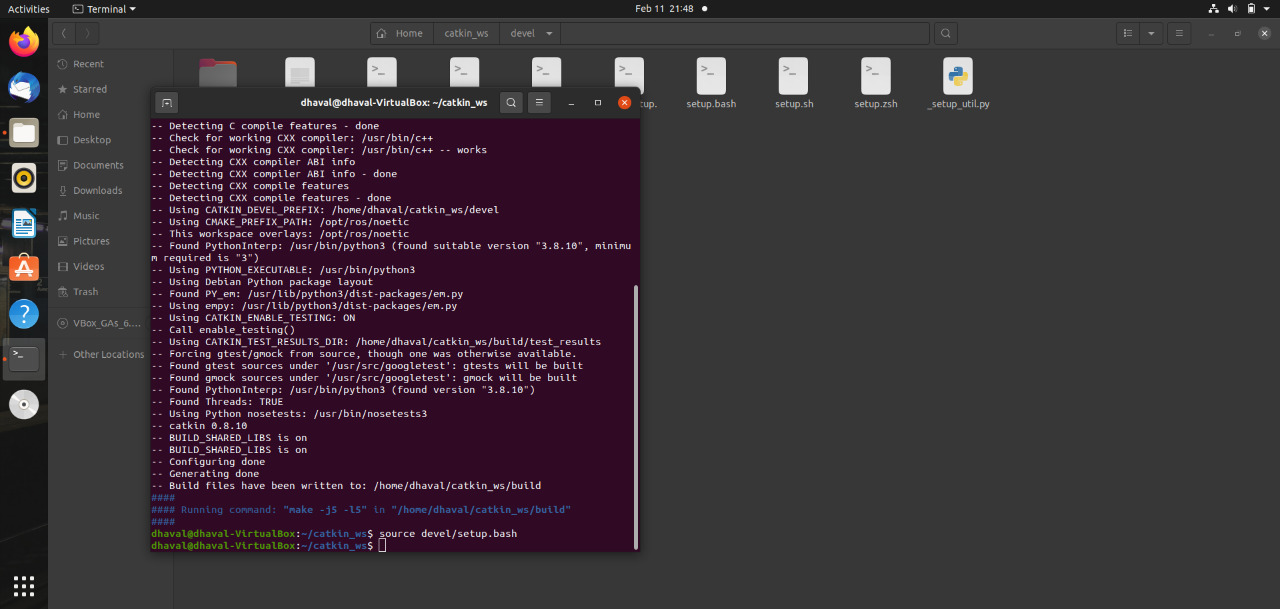 Activities
Terminal
Feb 11 21:48
Home
catkin_ws
devel
Recent
Starred
Home
Desktop
Documents
Downloads
Music
Pictures
Videos
Trash
VBox_GAs_6....
Other Locations
setup.bash
setup.sh
setup.zsh
_setup_util.py
dhaval@dhaval-VirtualBox: ~/catkin_ws
-- Detecting C compile features - done
-- Check for working CXX compiler: /usr/bin/c++
-- Check for working CXX compiler: /usr/bin/c++ -- works
-- Detecting CXX compiler ABI info
-- Detecting CXX compiler ABI info - done
-- Detecting CXX compile features
-- Detecting CXX compile features - done
-- Using CATKIN_DEVEL_PREFIX: /home/dhaval/catkin_ws/devel
-- Using CMAKE_PREFIX_PATH: /opt/ros/noetic
-- This workspace overlays: /opt/ros/noetic
-- Found PythonInterp: /usr/bin/python3 (found suitable version "3.8.10", minimu
m required is "3")
-- Using PYTHON_EXECUTABLE: /usr/bin/python3
-- Using Debian Python package layout
-- Found PY_em: /usr/lib/python3/dist-packages/em.py
-- Using empy: /usr/lib/python3/dist-packages/em.py
-- Using CATKIN_ENABLE_TESTING: ON
-- Call enable_testing()
-- Using CATKIN_TEST_RESULTS_DIR: /home/dhaval/catkin_ws/build/test_results
-- Forcing gtest/gmock from source, though one was otherwise available.
-- Found gtest sources under '/usr/src/googletest': gtests will be built
-- Found gmock sources under '/usr/src/googletest': gmock will be built
-- Found PythonInterp: /usr/bin/python3 (found version "3.8.10")
-- Found Threads: TRUE
-- Using Python nosetests: /usr/bin/nosetests3
-- catkin 0.8.10
-- BUILD_SHARED_LIBS is on
-- BUILD_SHARED_LIBS is on
-- Configuring done
-- Generating done
-- Build files have been written to: /home/dhaval/catkin_ws/build
####
#### Running command: "make -j5 -l5" in "/home/dhaval/catkin_ws/build"
####
dhaval@dhaval-VirtualBox:~/catkin_ws$ source devel/setup.bash
dhaval@dhaval-VirtualBox:~/catkin_ws$